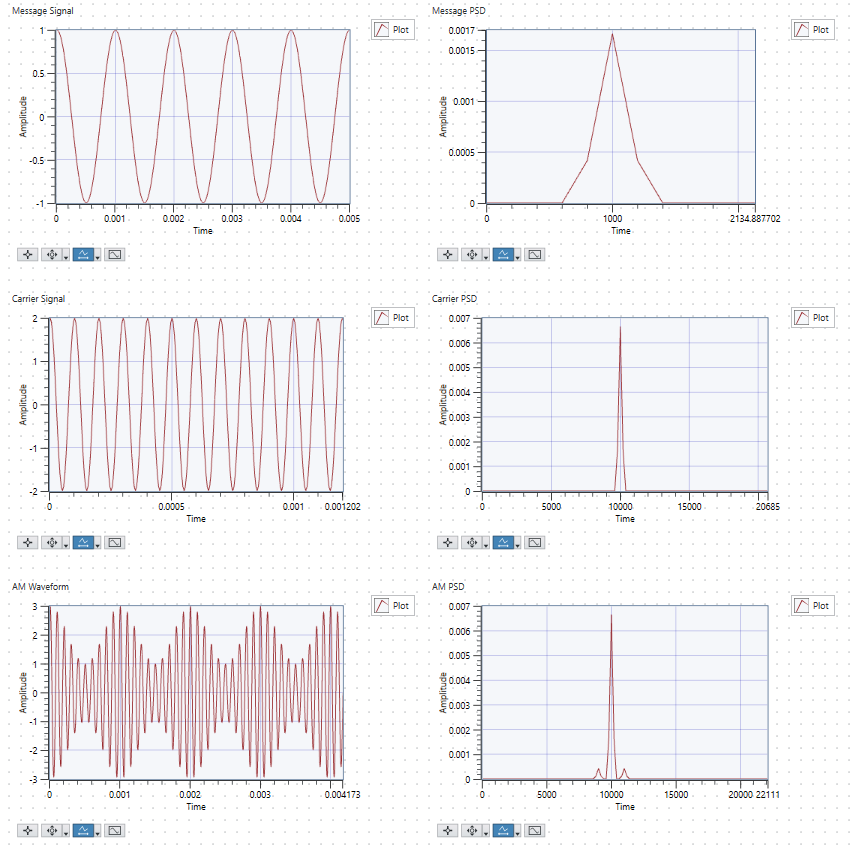 Message Signal
Plot
Amplitude
1
0.5
0
-0.5
-1
0 0.001 0.002 0.003 0.004 0.005
Time
Message PSD
Plot
Amplitude
0.0017
0.0015
0.001
0.0005
0
0 1000 2134.887702
Time
Carrier Signal
Plot
Amplitude
2
1
0
-1
-2
0 0.0005 0.001 0.001202
Time
Carrier PSD
Plot
Amplitude
0.007
0.006
0.005
0.004
0.003
0.002
0.001
0
0 5000 10000 15000 20685
Time
AM Waveform
Plot
Amplitude
3
2
1
0
-1
-2
-3
0 0.001 0.002 0.003 0.004173
Time
AM PSD
Plot
Amplitude
0.007
0.006
0.005
0.004
0.003
0.002
0.001
0
0 5000 10000 15000 20000 22111
Time